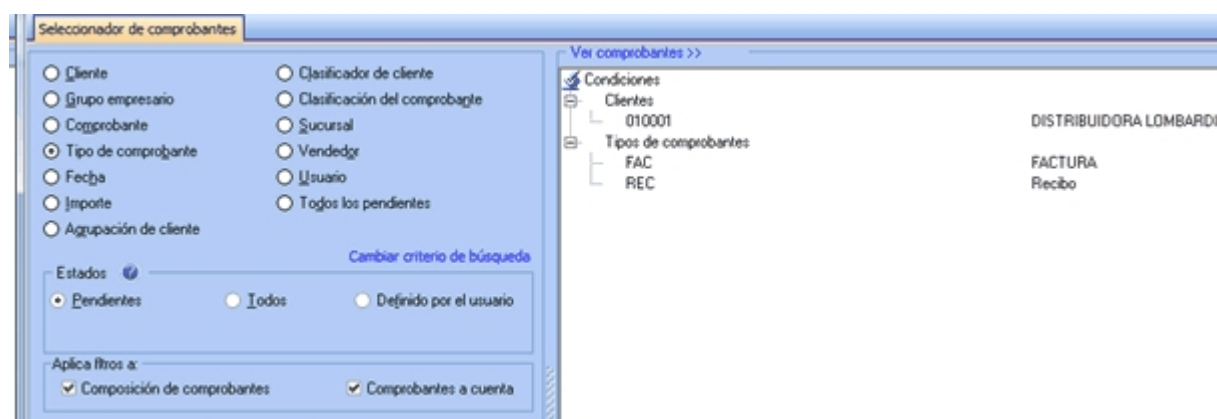 Seleccionador de comprobantes
Cliente
Grupo empresario
Comprobante
Tipo de comprobante
Fecha
Importe
Agrupación de cliente
Clasificador de cliente
Clasificación del comprobante
Sucursal
Vendedor
Usuario
Todos los pendientes
Cambiar criterio de búsqueda
Estados
Pendientes Todos Definido por el usuario
Aplica filtros a:
Composición de comprobantes Comprobantes a cuenta
Ver comprobantes >>
Condiciones
Clientes
010001 DISTRIBUIDORA LOMBARDI
Tipos de comprobantes
FAC FACTURA
REC Recibo